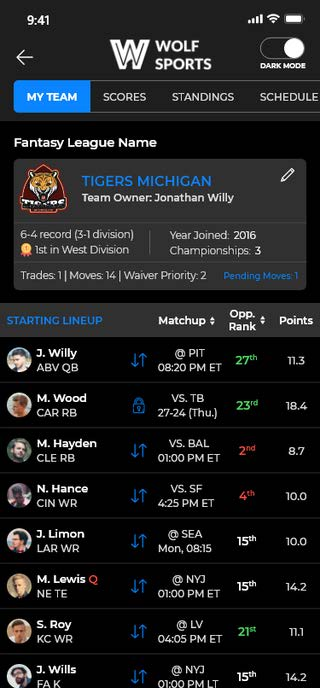 9:41
WOLF
SPORTS
DARK MODE
MY TEAM SCORES STANDINGS SCHEDULE
Fantasy League Name
TIGERS
TIGERS MICHIGAN
Team Owner: Jonathan Willy
6-4 record (3-1 division) Year Joined: 2016
1st in West Division Championships: 3
Trades: 1 | Moves: 14 | Waiver Priority: 2 Pending Moves: 1
STARTING LINEUP Matchup Opp. Rank Points
J. Willy @ PIT 27th 11.3
ABV QB 08:20 PM ET
M. Wood VS. TB 23rd 18.4
CAR RB 27-24 (Thu.)
M. Hayden VS. BAL 2nd 8.7
CLE RB 01:00 PM ET
N. Hance VS. SF 4th 10.0
CIN WR 4:25 PM ET
J. Limon @ SEA 15th 10.0
LAR WR Mon, 08:15
M. Lewis Q @ NYJ 15th 14.2
NE TE 01:00 PM ET
S. Roy @ LV 21st 11.1
KC WR 04:05 PM ET
J. Wills @ NYJ 15th 14.2
FA K 01:00 PM LT